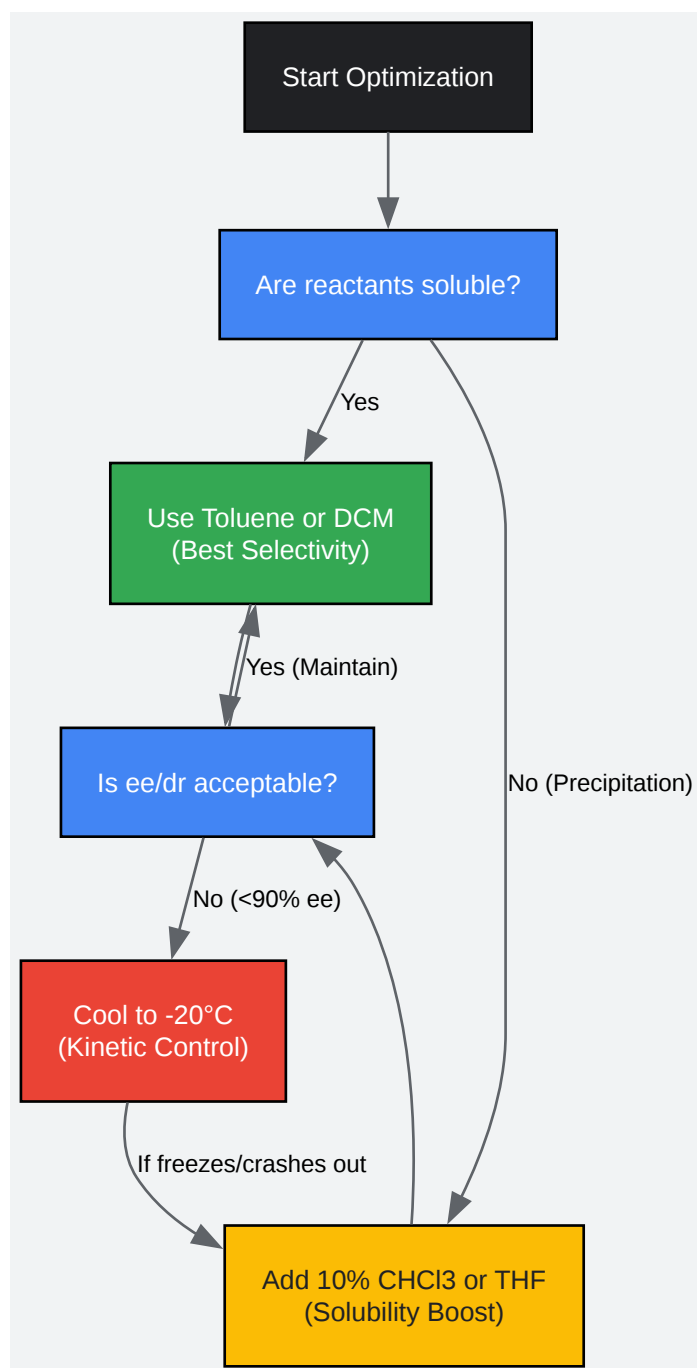 Start Optimization
Are reactants soluble?
Yes
Use Toluene or DCM
(Best Selectivity)
Yes (Maintain)
Is ee/dr acceptable?
No (Precipitation)
No (<90% ee)
Cool to -20°C
(Kinetic Control)
If freezes/crashes out
Add 10% CHCl3 or THF
(Solubility Boost)